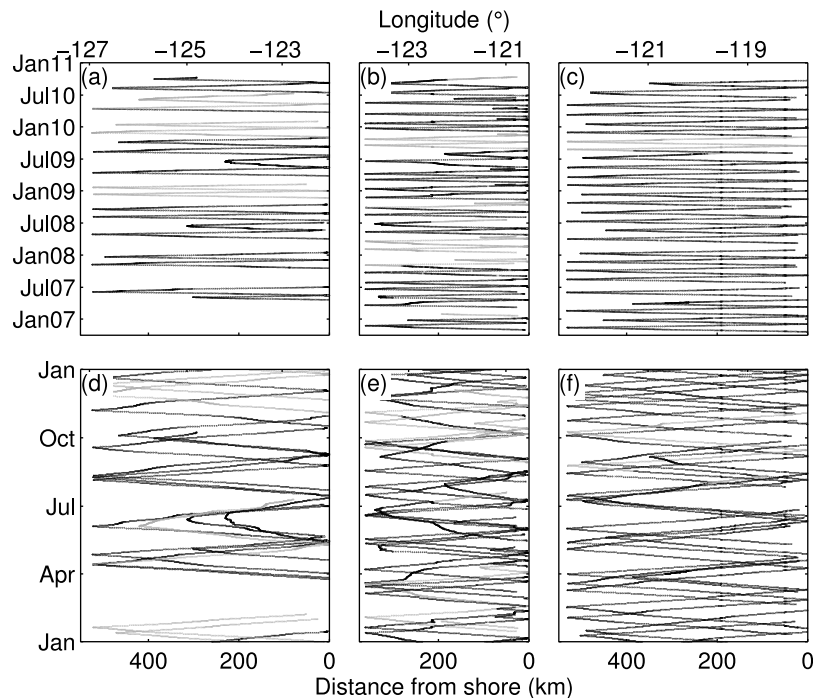 Longitude (°)
−127 −125 −123 −123 −121 −121 −119
Jan11 (a) (b) (c)
Jul10
Jan10
Jul09
Jan09
Jul08
Jan08
Jul07
Jan07
Jan (d) (e) (f)
Oct
Jul
Apr
Jan
400 200 0 200 0 600 400 200 0
Distance from shore (km)